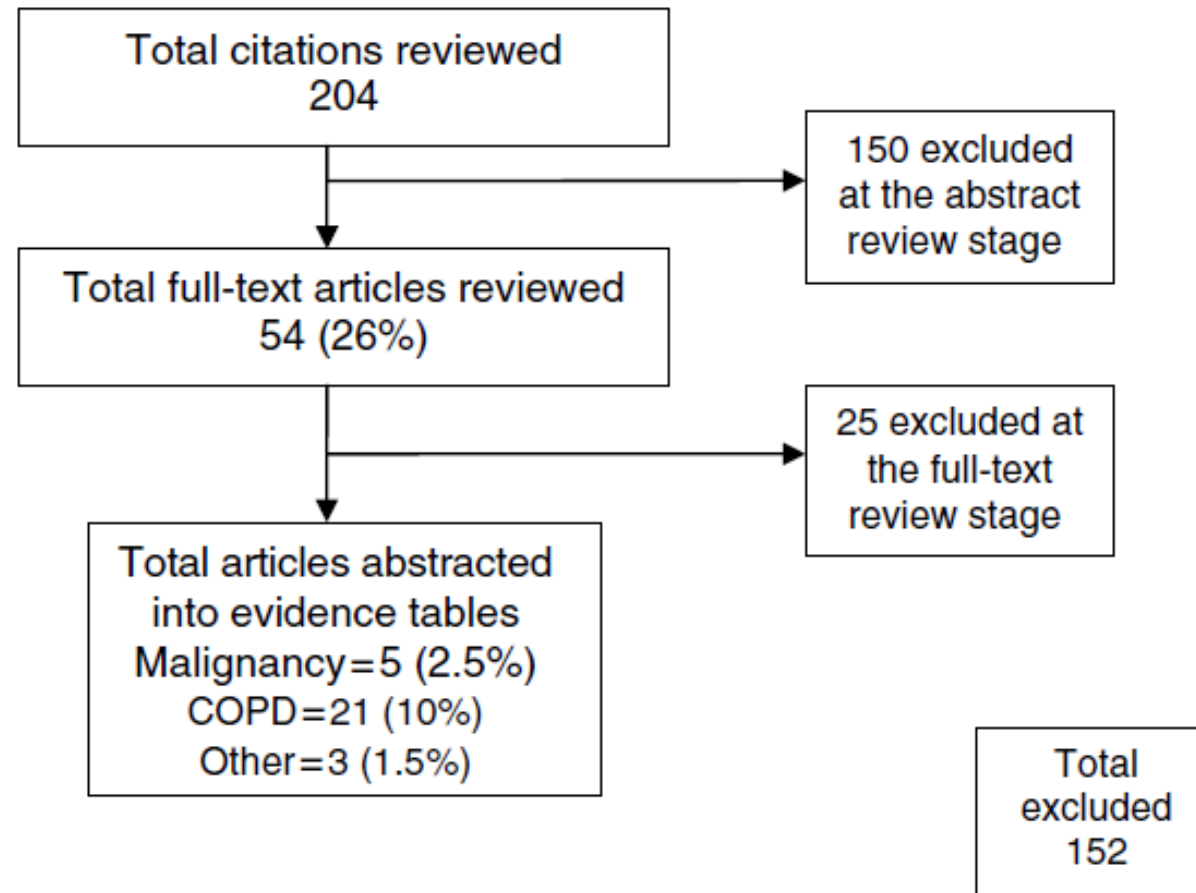 Total citations reviewed
204
150 excluded
at the abstract
review stage
Total full-text articles reviewed
54 (26%)
25 excluded at
the full-text
review stage
Total articles abstracted
into evidence tables
Malignancy=5 (2.5%)
COPD=21 (10%)
Other=3 (1.5%)
Total
excluded
152